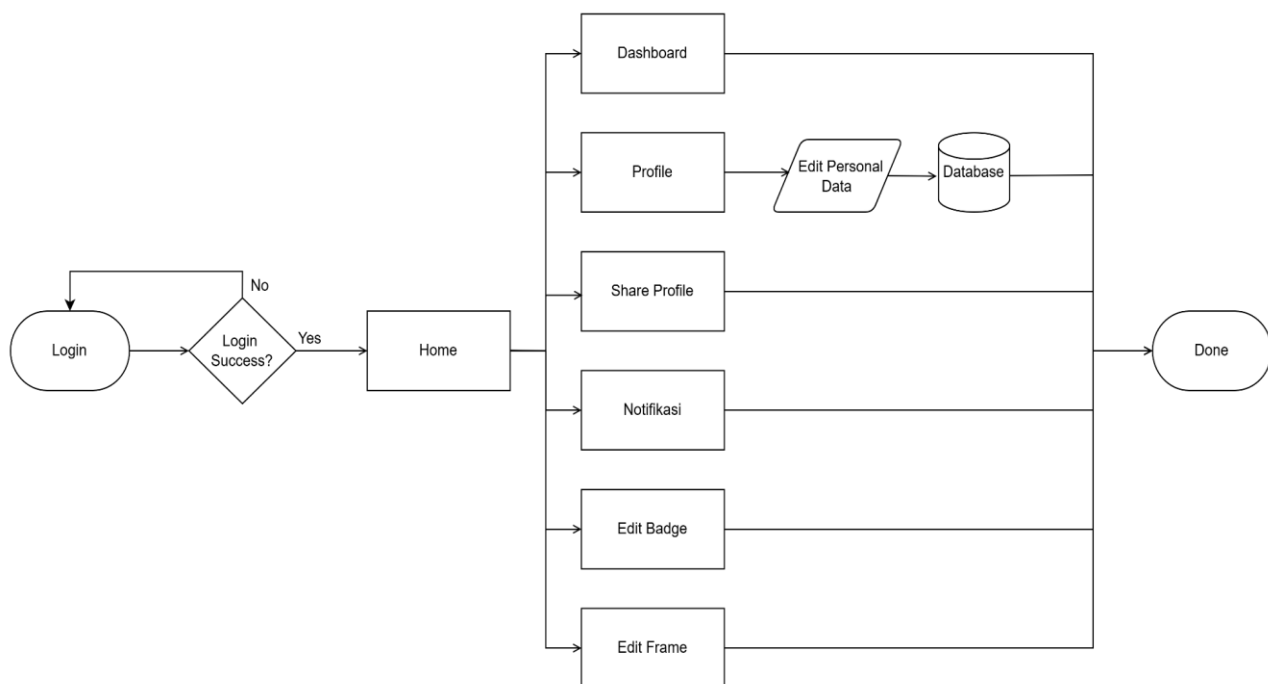 Dashboard
Profile
Edit Personal
Data
Database
Share Profile
No
Login
Login
Success?
Yes
Home
Done
Notifikasi
Edit Badge
Edit Frame